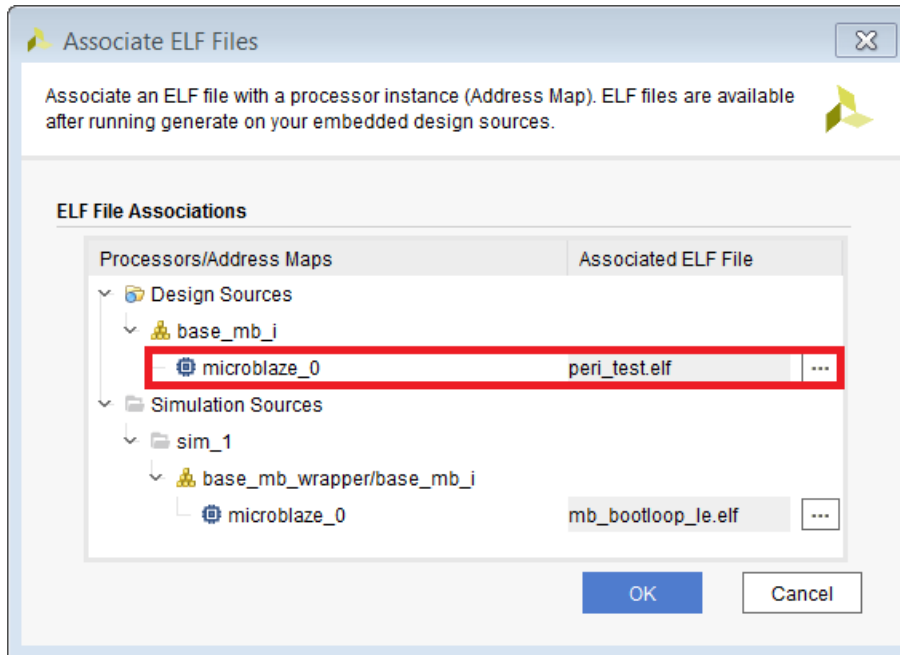 Associate ELF Files
Associate an ELF file with a processor instance (Address Map). ELF files are available
after running generate on your embedded design sources.
ELF File Associations
Processors/Address Maps Associated ELF File
Design Sources
base_mb_i
microblaze_0 peri_test.elf ...
Simulation Sources
sim_1
base_mb_wrapper/base_mb_i
microblaze_0 mb_bootloop_le.elf ...
OK Cancel